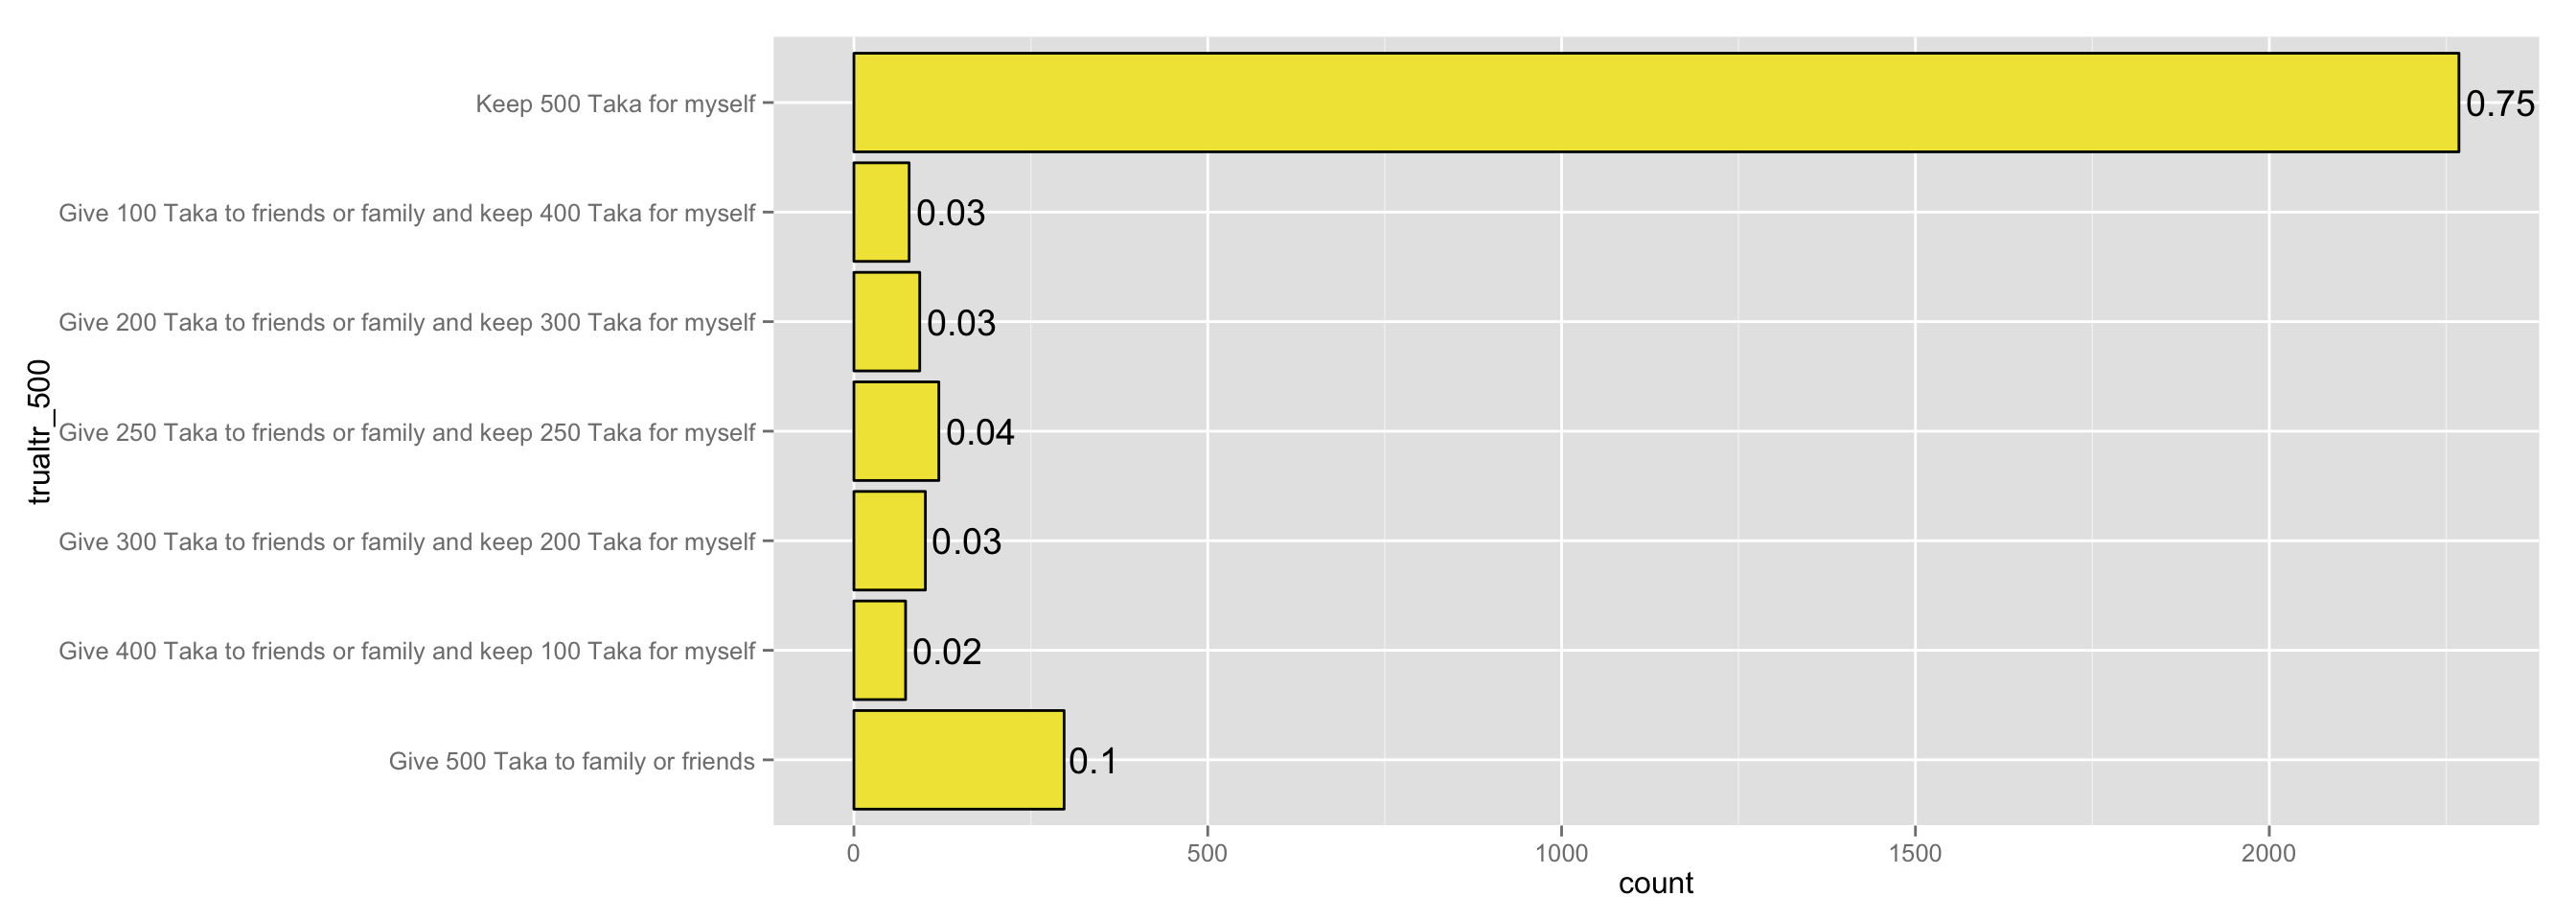 trualtr_500
Keep 500 Taka for myself
0.75
Give 100 Taka to friends or family and keep 400 Taka for myself
0.03
Give 200 Taka to friends or family and keep 300 Taka for myself
0.03
Give 250 Taka to friends or family and keep 250 Taka for myself
0.04
Give 300 Taka to friends or family and keep 200 Taka for myself
0.03
Give 400 Taka to friends or family and keep 100 Taka for myself
0.02
Give 500 Taka to family or friends
0.1
0 500 1000 1500 2000
count